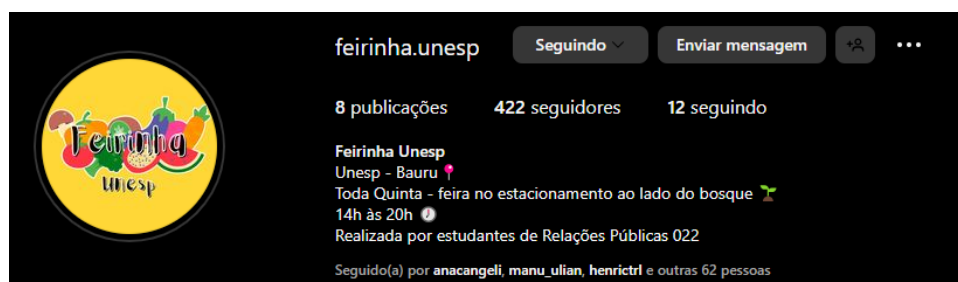 feirinha.unesp Seguindo Enviar mensagem
8 publicações 422 seguidores 12 seguindo
Feirinha Unesp
Unesp - Bauru 📍
Toda Quinta - feira no estacionamento ao lado do bosque 🌱
14h às 20h 🕗
Realizada por estudantes de Relações Públicas 022
Seguido(a) por anacangeli, manu_ulian, henrictrl e outras 62 pessoas
Feirinha
unesp